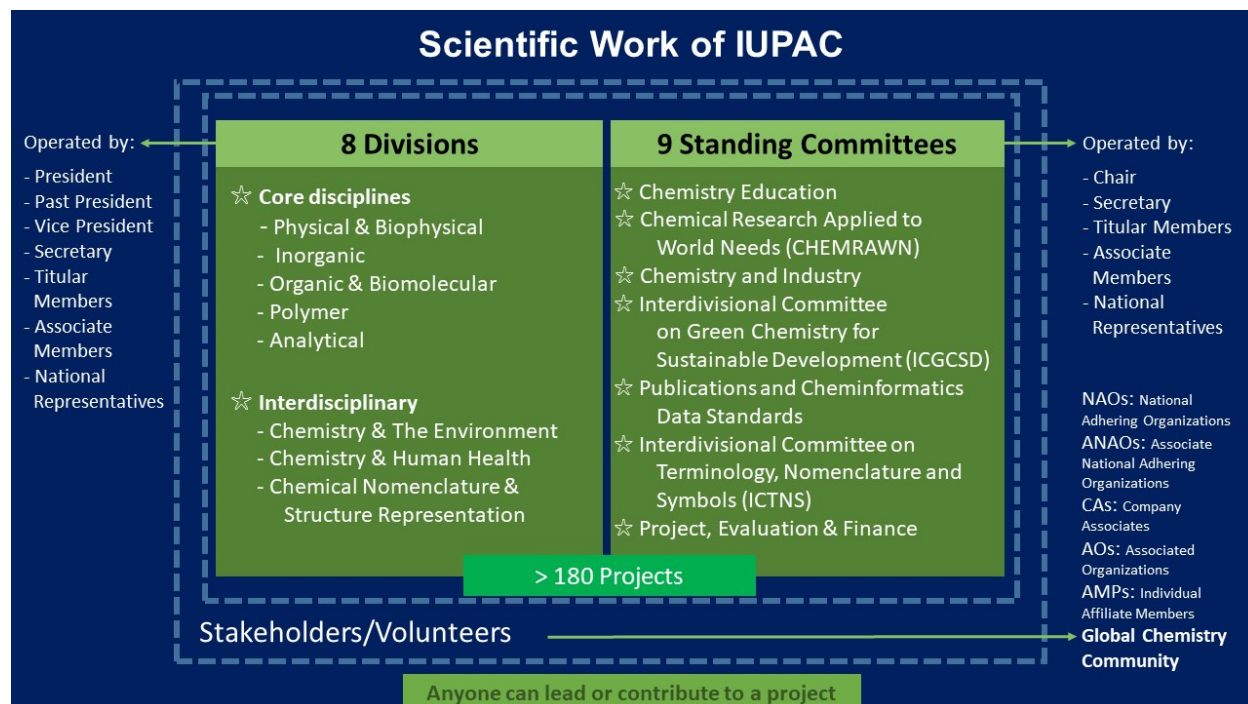 Scientific Work of IUPAC
Operated by:
- President
- Past President
- Vice President
- Secretary
- Titular
Members
- Associate
Members
- National
Representatives
8 Divisions
☆ Core disciplines
- Physical & Biophysical
- Inorganic
- Organic & Biomolecular
- Polymer
- Analytical
☆ Interdisciplinary
- Chemistry & The Environment
- Chemistry & Human Health
- Chemical Nomenclature &
Structure Representation
9 Standing Committees
☆ Chemistry Education
☆ Chemical Research Applied to
World Needs (CHEMRAWN)
☆ Chemistry and Industry
☆ Interdivisional Committee
on Green Chemistry for
Sustainable Development (ICGCSD)
☆ Publications and Cheminformatics
Data Standards
☆ Interdivisional Committee on
Terminology, Nomenclature and
Symbols (ICTNS)
☆ Project, Evaluation & Finance
> 180 Projects
Operated by:
- Chair
- Secretary
- Titular Members
- Associate
Members
- National
Representatives
NAOs: National
Adhering Organizations
ANAOs: Associate
National Adhering
Organizations
CAs: Company
Associates
AOs: Associated
Organizations
AMPs: Individual
Affiliate Members
Stakeholders/Volunteers
Global Chemistry
Community
Anyone can lead or contribute to a project